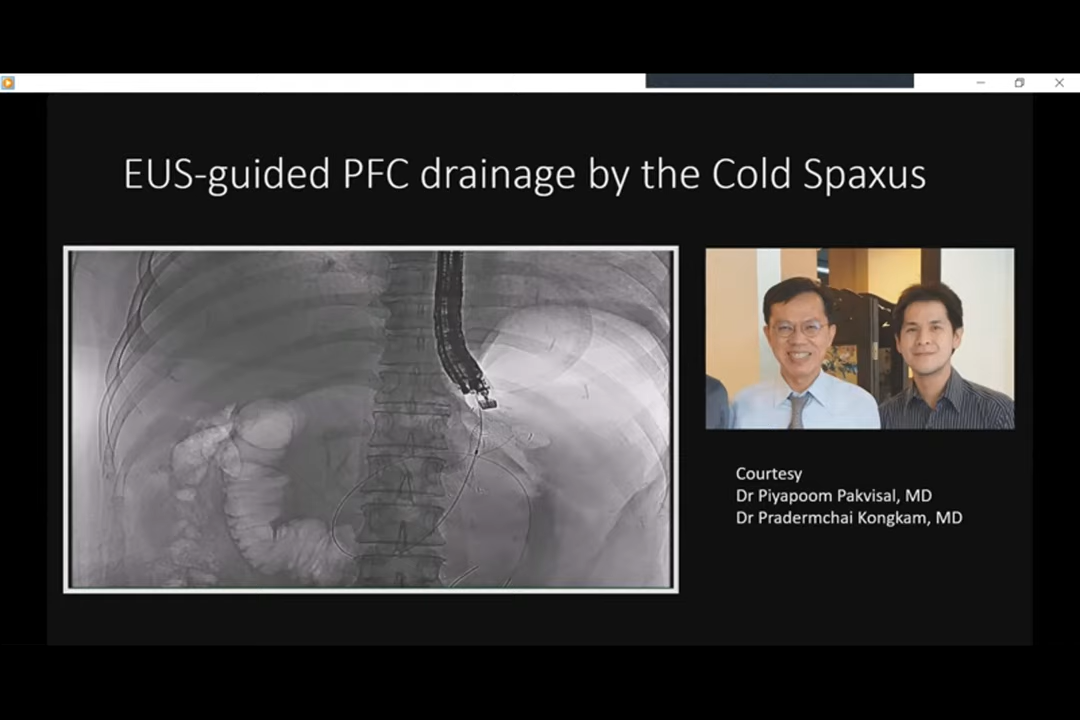 EUS-guided PFC drainage by the Cold Spaxus
Courtesy
Dr Piyapoom Pakvisal, MD
Dr Pradermchai Kongkam, MD